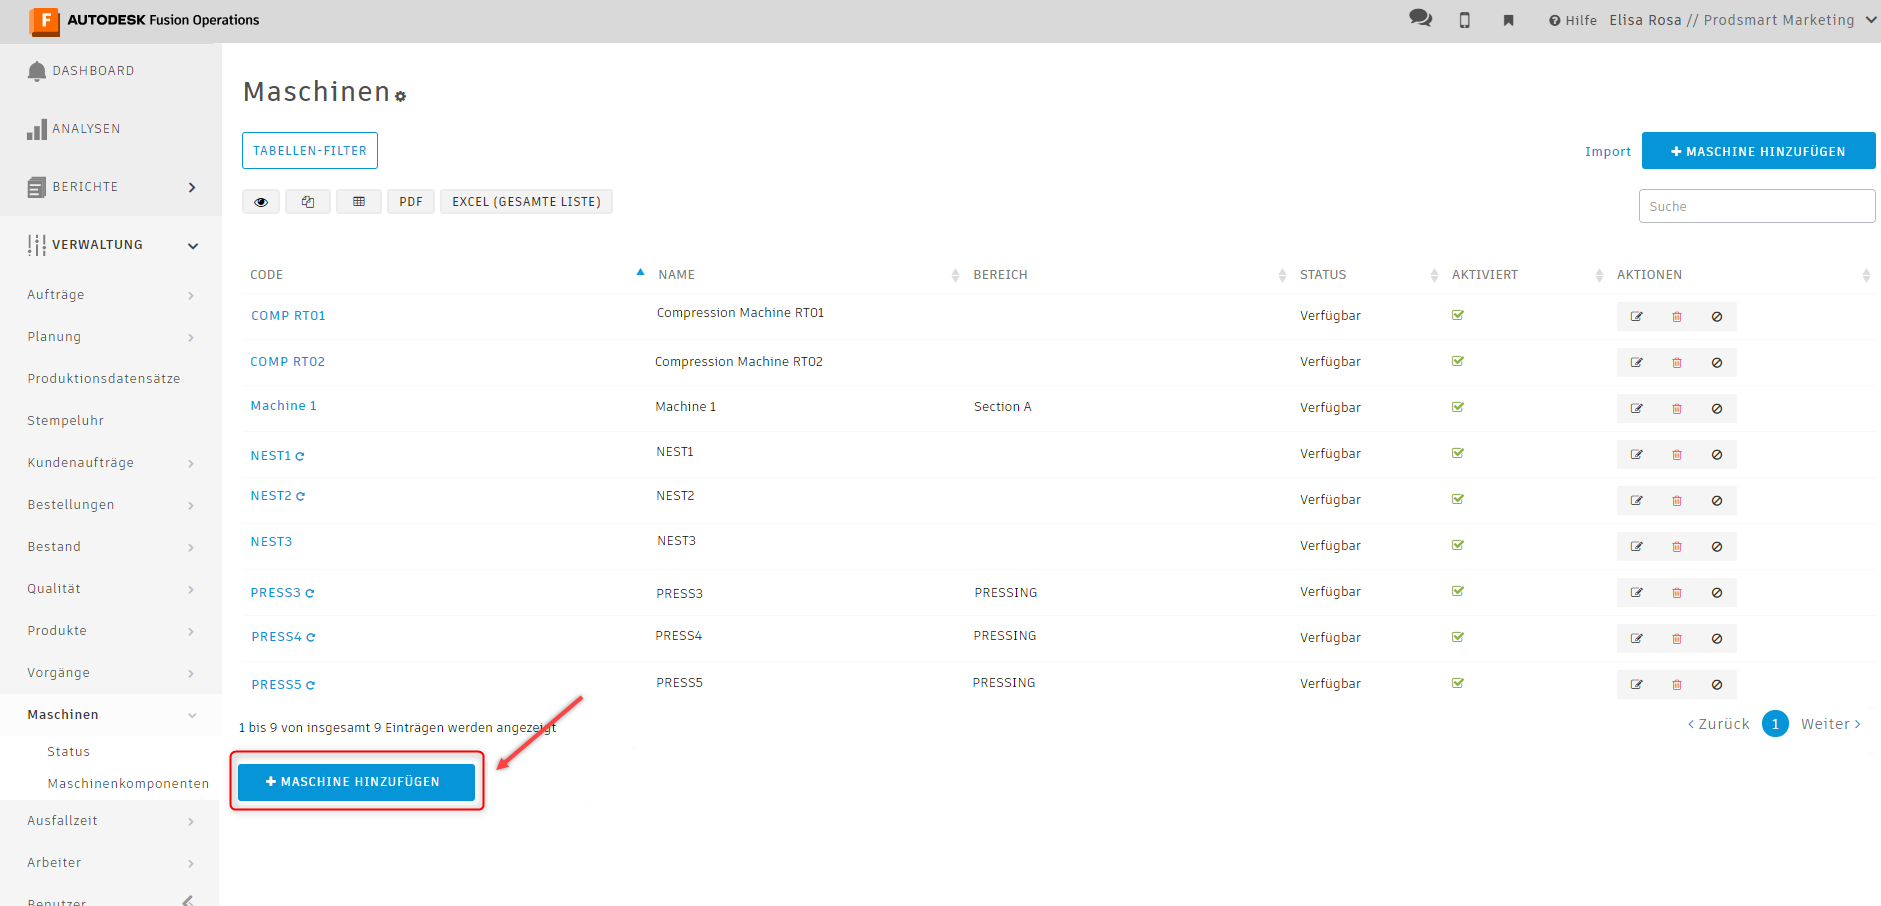 F AUTODESK Fusion Operations
Hilfe Elisa Rosa // Prodsmart Marketing
DASHBOARD
ANALYSEN
BERICHTE
VERWALTUNG
Aufträge
Planung
Produktionsdatensätze
Stempeluhr
Kundenaufträge
Bestellungen
Bestand
Qualität
Produkte
Vorgänge
Maschinen
Status
Maschinenkomponenten
Ausfallzeit
Arbeiter
Benutzer
Maschinen
TABELLEN-FILTER
Import + MASCHINE HINZUFÜGEN
PDF EXCEL (GESAMTE LISTE)
Suche
CODE NAME BEREICH STATUS AKTIVIERT AKTIONEN
COMP RT01 Compression Machine RT01 Verfügbar
COMP RT02 Compression Machine RT02 Verfügbar
Machine 1 Machine 1 Section A Verfügbar
NEST1 NEST1 Verfügbar
NEST2 NEST2 Verfügbar
NEST3 NEST3 Verfügbar
PRESS3 PRESS3 PRESSING Verfügbar
PRESS4 PRESS4 PRESSING Verfügbar
PRESS5 PRESS5 PRESSING Verfügbar
1 bis 9 von insgesamt 9 Einträgen werden angezeigt
< Zurück 1 Weiter >
+ MASCHINE HINZUFÜGEN